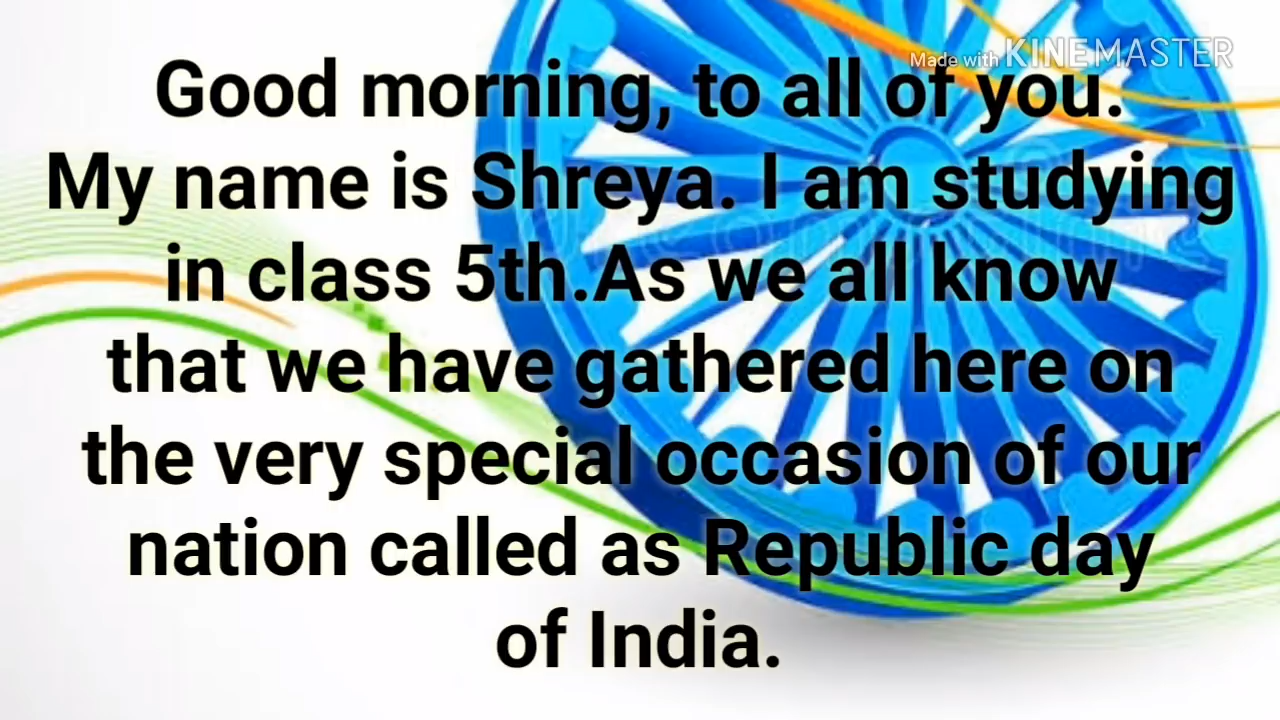 Made with KINEMASTER
Good morning, to all of you.
My name is Shreya. I am studying
in class 5th.As we all know
that we have gathered here on
the very special occasion of our
nation called as Republic day
of India.